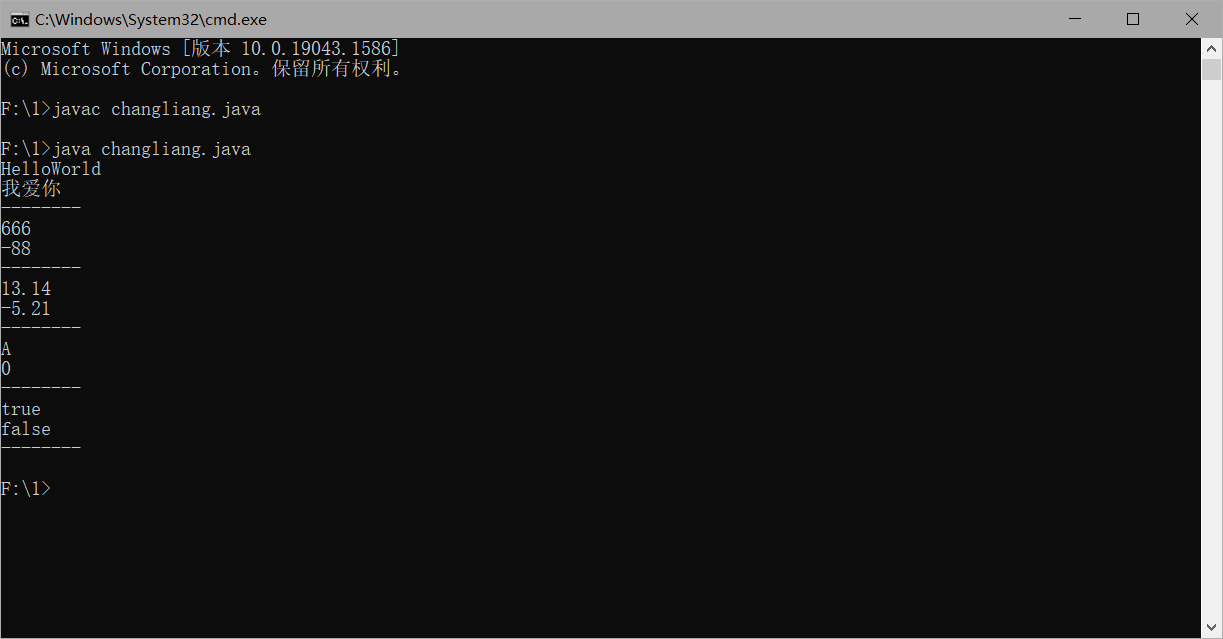 C:\Windows\System32\cmd.exe
Microsoft Windows [版本 10.0.19043.1586]
(c) Microsoft Corporation。保留所有权利。
F:\1>javac changliang.java
F:\1>java changliang.java
HelloWorld
我爱你
--------
666
-88
--------
13.14
-5.21
--------
A
0
--------
true
false
--------
F:\1>